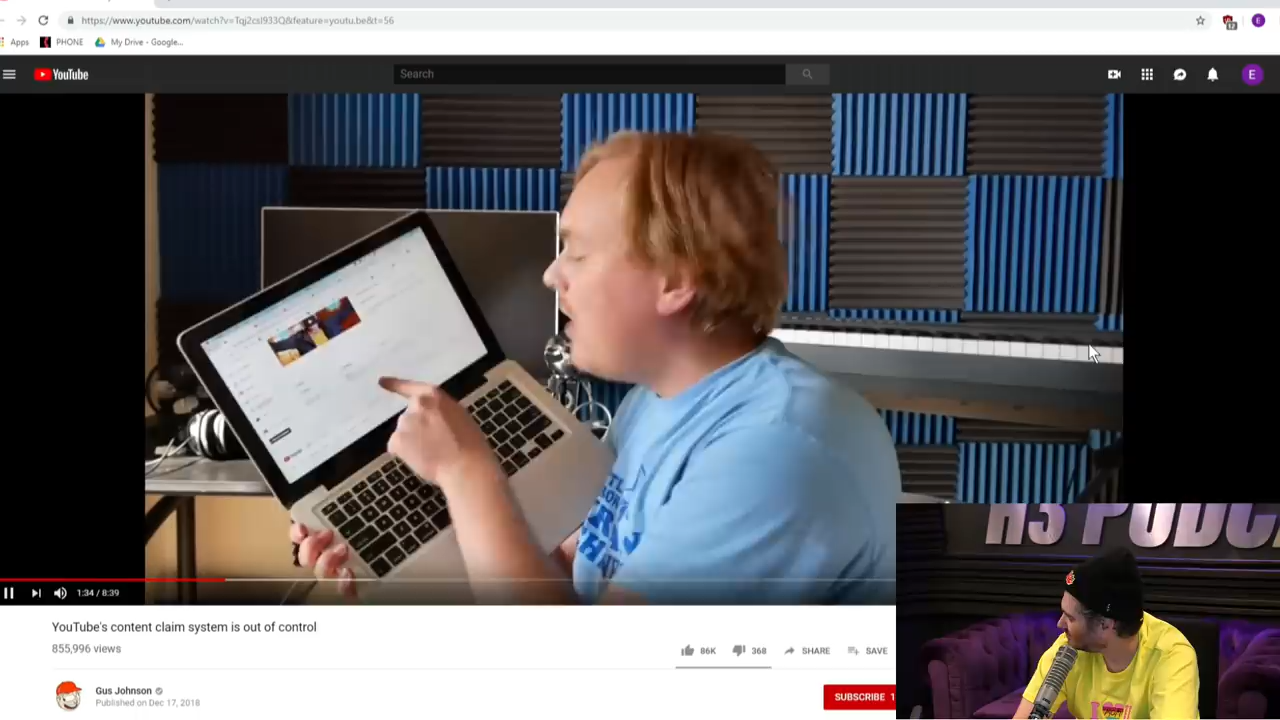 https://www.youtube.com/watch?v=Tqj2csl933Q&feature=youtu.be&t=56
Apps PHONE My Drive - Google...
YouTube
Search
E
H3 PODCA
1:34 / 8:39
YouTube's content claim system is out of control
855,996 views
86K 368 SHARE SAVE
Gus Johnson
Published on Dec 17, 2018
SUBSCRIBE 1